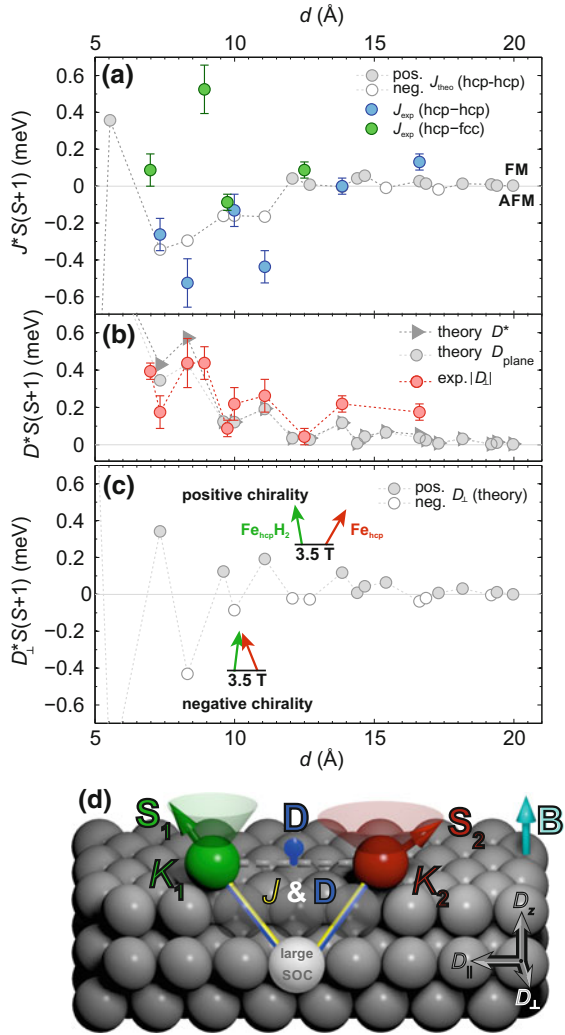 d (Å)
5 10 15 20
(a)
pos.
neg. J_theo (hcp-hcp)
J_exp (hcp−hcp)
J_exp (hcp−fcc)
0.6
0.4
0.2
0
−0.2
−0.4
−0.6
J*S(S+1) (meV)
FM
AFM
(b)
theory D*
theory D_plane
exp. |D_⊥|
0.6
0.4
0.2
0
D*S(S+1) (meV)
(c)
positive chirality
pos.
neg. D_⊥ (theory)
Fe_hcpH_2 Fe_hcp
3.5 T
3.5 T
negative chirality
0.6
0.4
0.2
0
−0.2
−0.4
−0.6
D_⊥*S(S+1) (meV)
5 10 15 20
d (Å)
(d)
S_1 D S_2 B
K_1 J & D K_2
large
SOC
D_z
D_∥
D_⊥